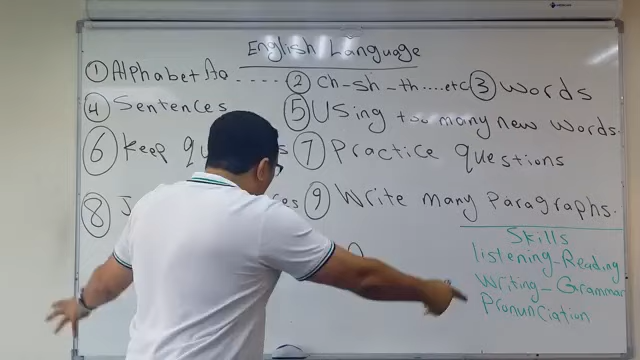 English Language
① Alphabet Aa ----- ② Ch-sh-th....etc ③ Words
④ Sentences ⑤ Using too many new words.
⑥ Keep ⑦ Practice questions
⑧ ⑨ Write many Paragraphs.
Skills
listening-Reading
Writing-Grammar
Pronunciation